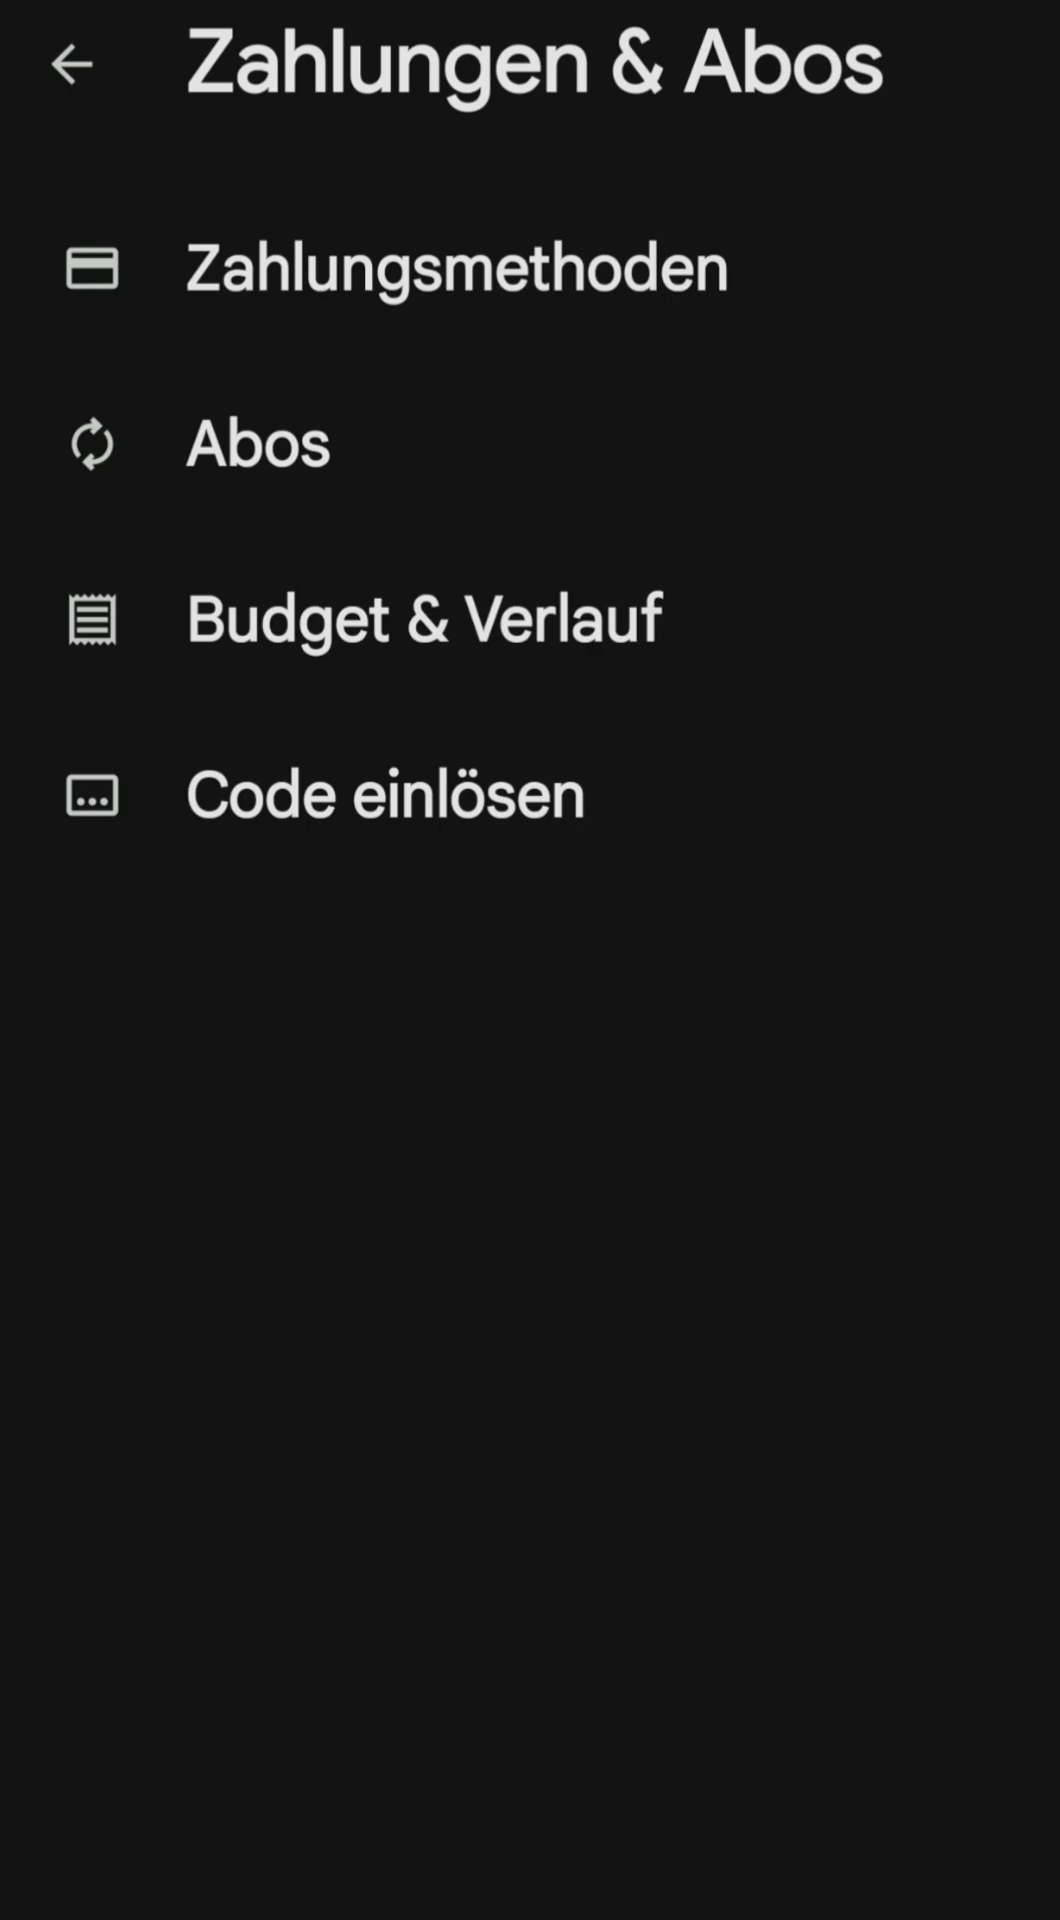 Zahlungen & Abos
Zahlungsmethoden
Abos
Budget & Verlauf
Code einlösen